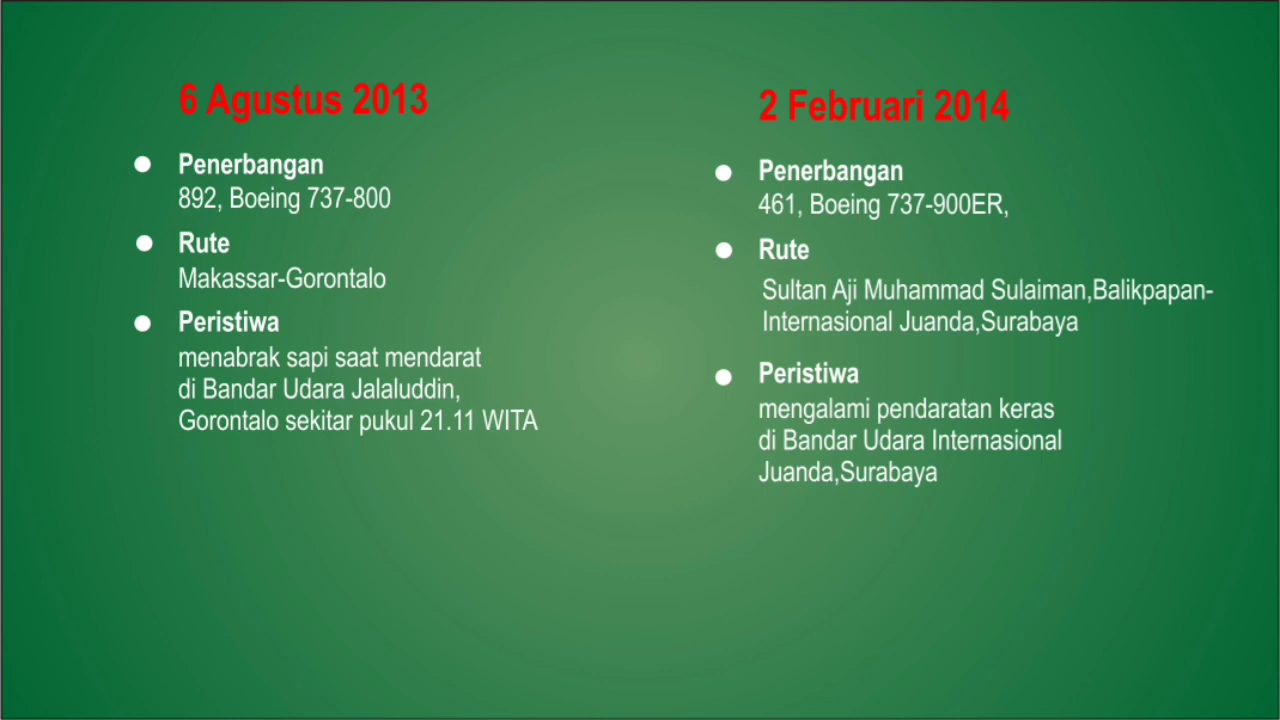 6 Agustus 2013
Penerbangan
892, Boeing 737-800
Rute
Makassar-Gorontalo
Peristiwa
menabrak sapi saat mendarat
di Bandar Udara Jalaluddin,
Gorontalo sekitar pukul 21.11 WITA
2 Februari 2014
Penerbangan
461, Boeing 737-900ER,
Rute
Sultan Aji Muhammad Sulaiman,Balikpapan-
Internasional Juanda,Surabaya
Peristiwa
mengalami pendaratan keras
di Bandar Udara Internasional
Juanda,Surabaya